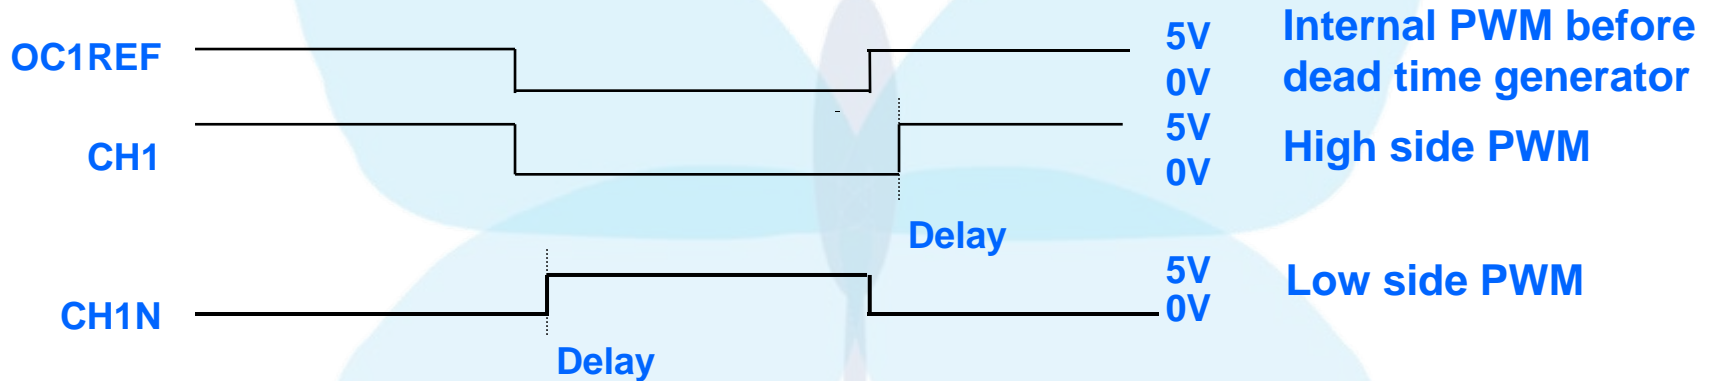 OC1REF
5V
0V
Internal PWM before
dead time generator
CH1
5V
0V
High side PWM
Delay
CH1N
5V
0V
Low side PWM
Delay